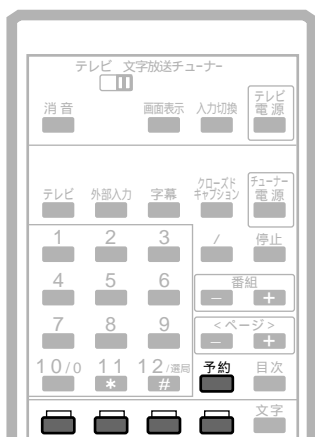 テレビ 文字放送チューナー
消音 画面表示 入力切換 テレビ電源
テレビ 外部入力 字幕 クローズドキャプション チューナー電源
1 2 3 / 停止
4 5 6 番組
－ ＋
7 8 9 <ページ>
－ ＋
10/0 11 12/選局 予約 目次
* #
文字